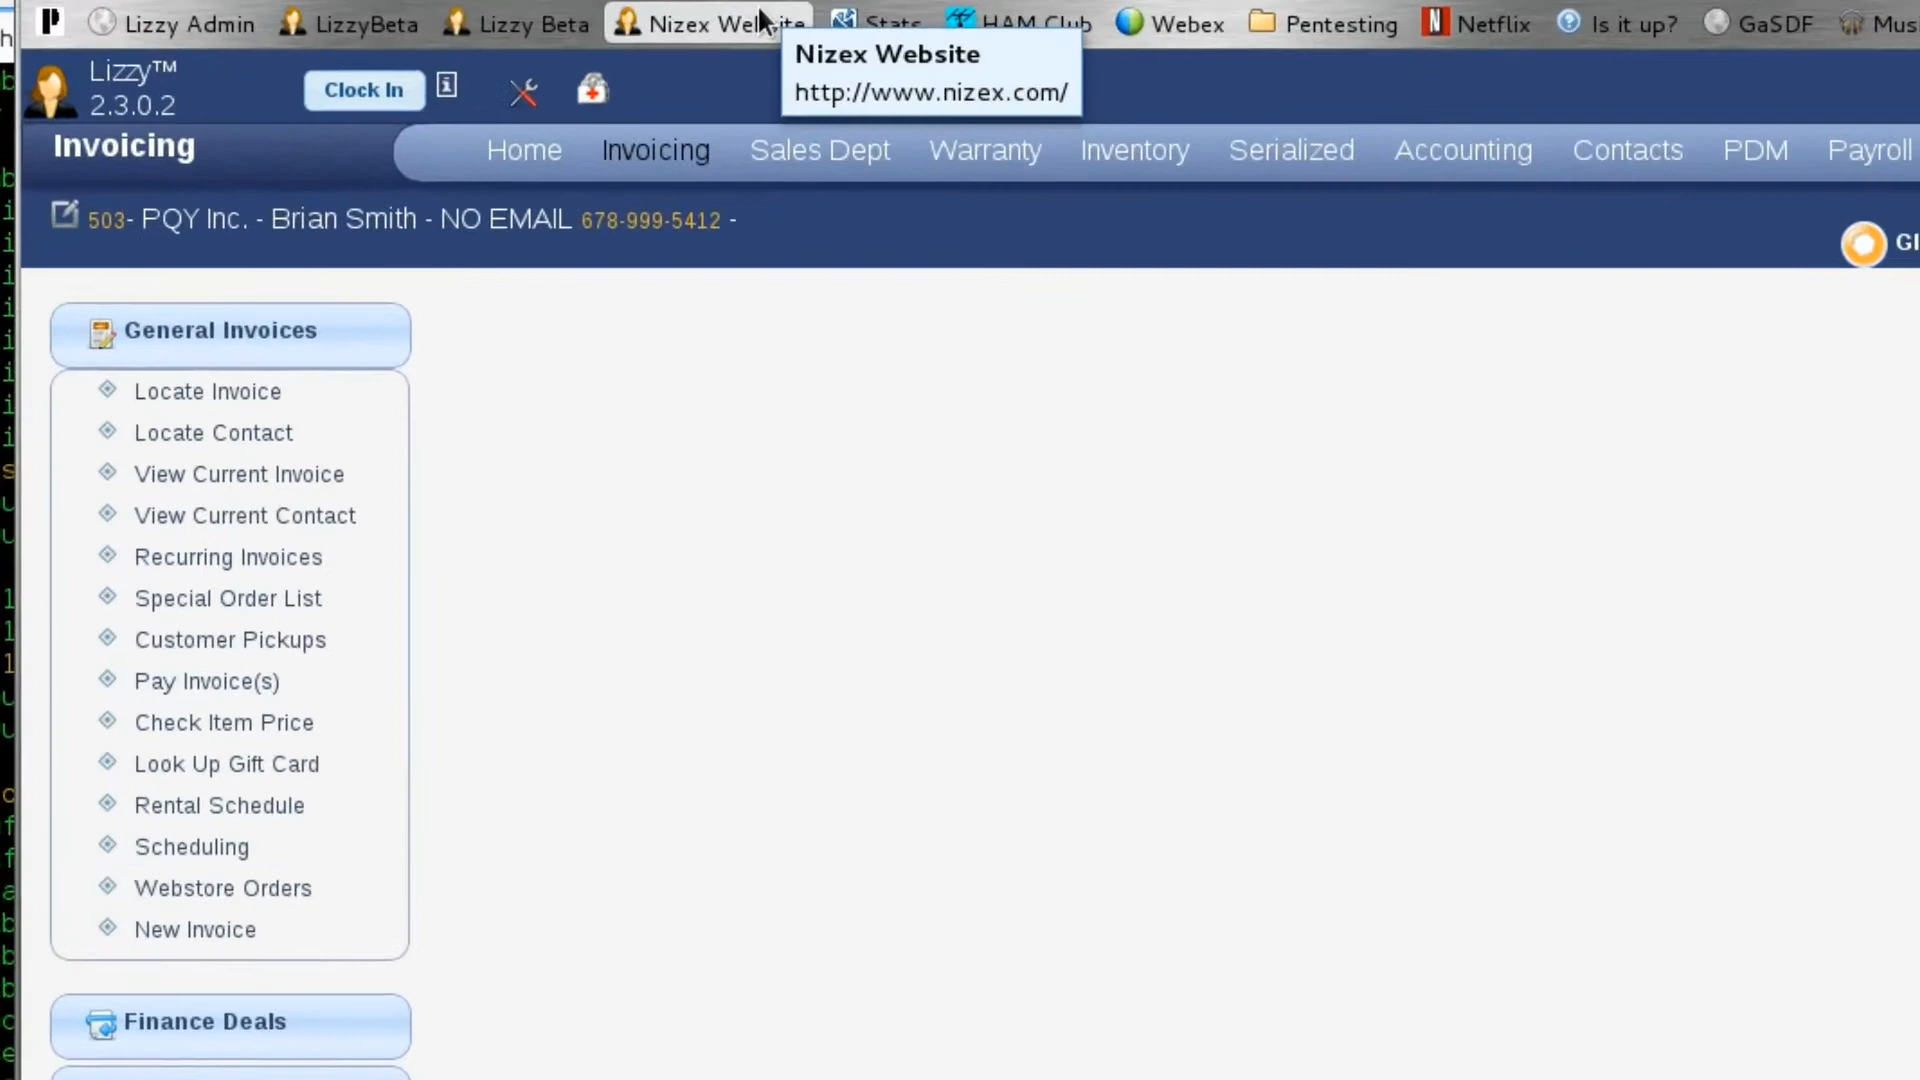 Lizzy Admin LizzyBeta Lizzy Beta Nizex Website Stats HAM Club Webex Pentesting Netflix Is it up? GaSDF
Nizex Website
http://www.nizex.com/
Lizzy™
2.3.0.2
Clock In
Invoicing
Home Invoicing Sales Dept Warranty Inventory Serialized Accounting Contacts PDM Payroll
503- PQY Inc. - Brian Smith - NO EMAIL 678-999-5412 -
General Invoices
Locate Invoice
Locate Contact
View Current Invoice
View Current Contact
Recurring Invoices
Special Order List
Customer Pickups
Pay Invoice(s)
Check Item Price
Look Up Gift Card
Rental Schedule
Scheduling
Webstore Orders
New Invoice
Finance Deals